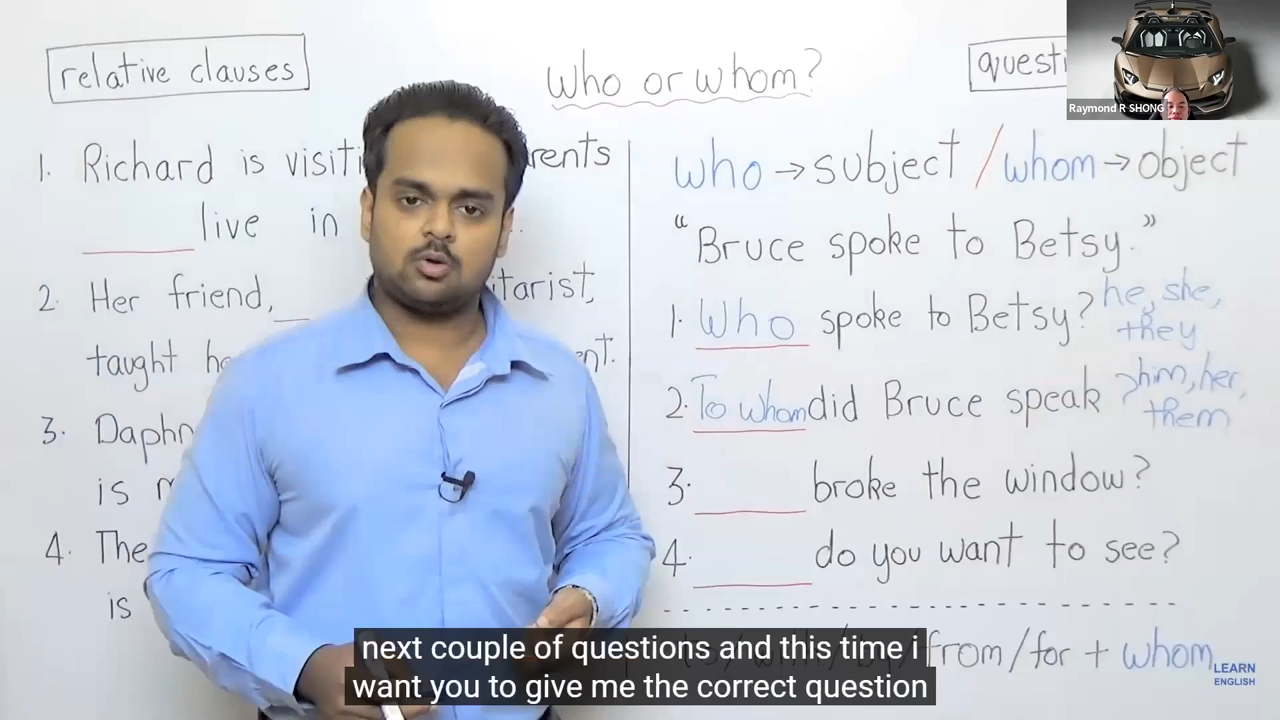 relative clauses
who or whom?
questi
Raymond R SHONG
1. Richard is visiti rents
live in
2. Her friend, itarist,
taught he ent.
3. Daphn
is m
4. The
is
who → subject / whom → object
"Bruce spoke to Betsy."
1. Who spoke to Betsy? he, she,
they
2. To whom did Bruce speak ? him, her,
them
3. broke the window?
4. do you want to see?
from/for + whom
next couple of questions and this time i
want you to give me the correct question
LEARN
ENGLISH